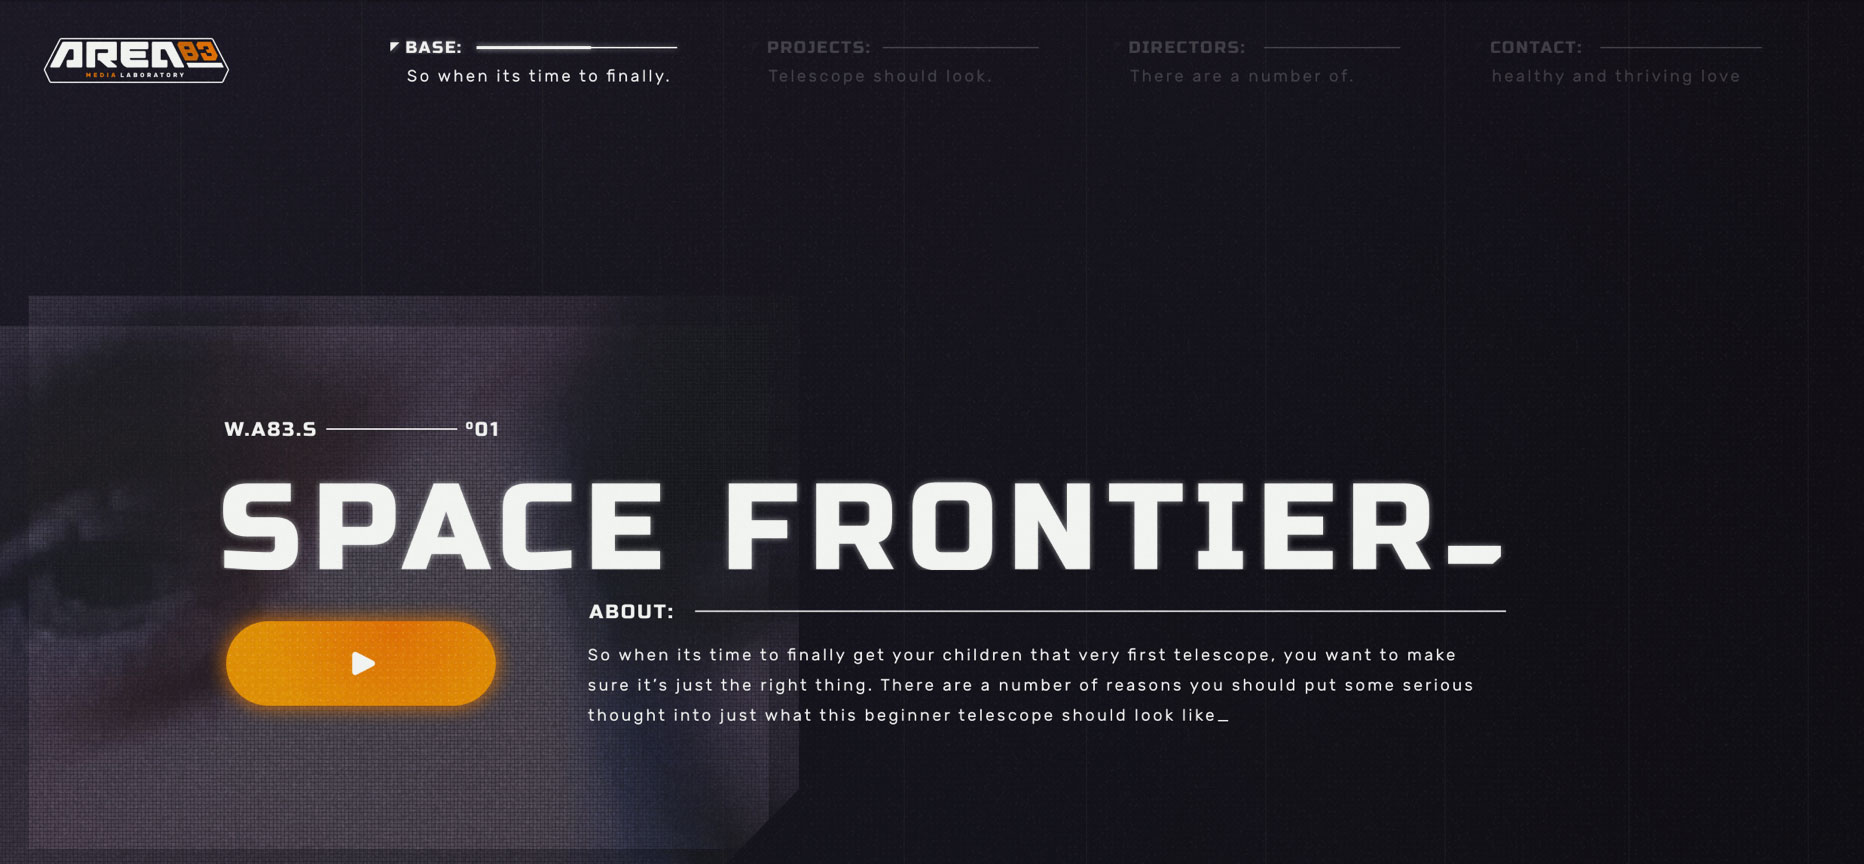 AREA83
MEDIA LABORATORY
BASE:
So when its time to finally.
PROJECTS:
Telescope should look.
DIRECTORS:
There are a number of.
CONTACT:
healthy and thriving love
W.A83.S
º01
SPACE FRONTIER_
ABOUT:
So when its time to finally get your children that very first telescope, you want to make
sure it’s just the right thing. There are a number of reasons you should put some serious
thought into just what this beginner telescope should look like_